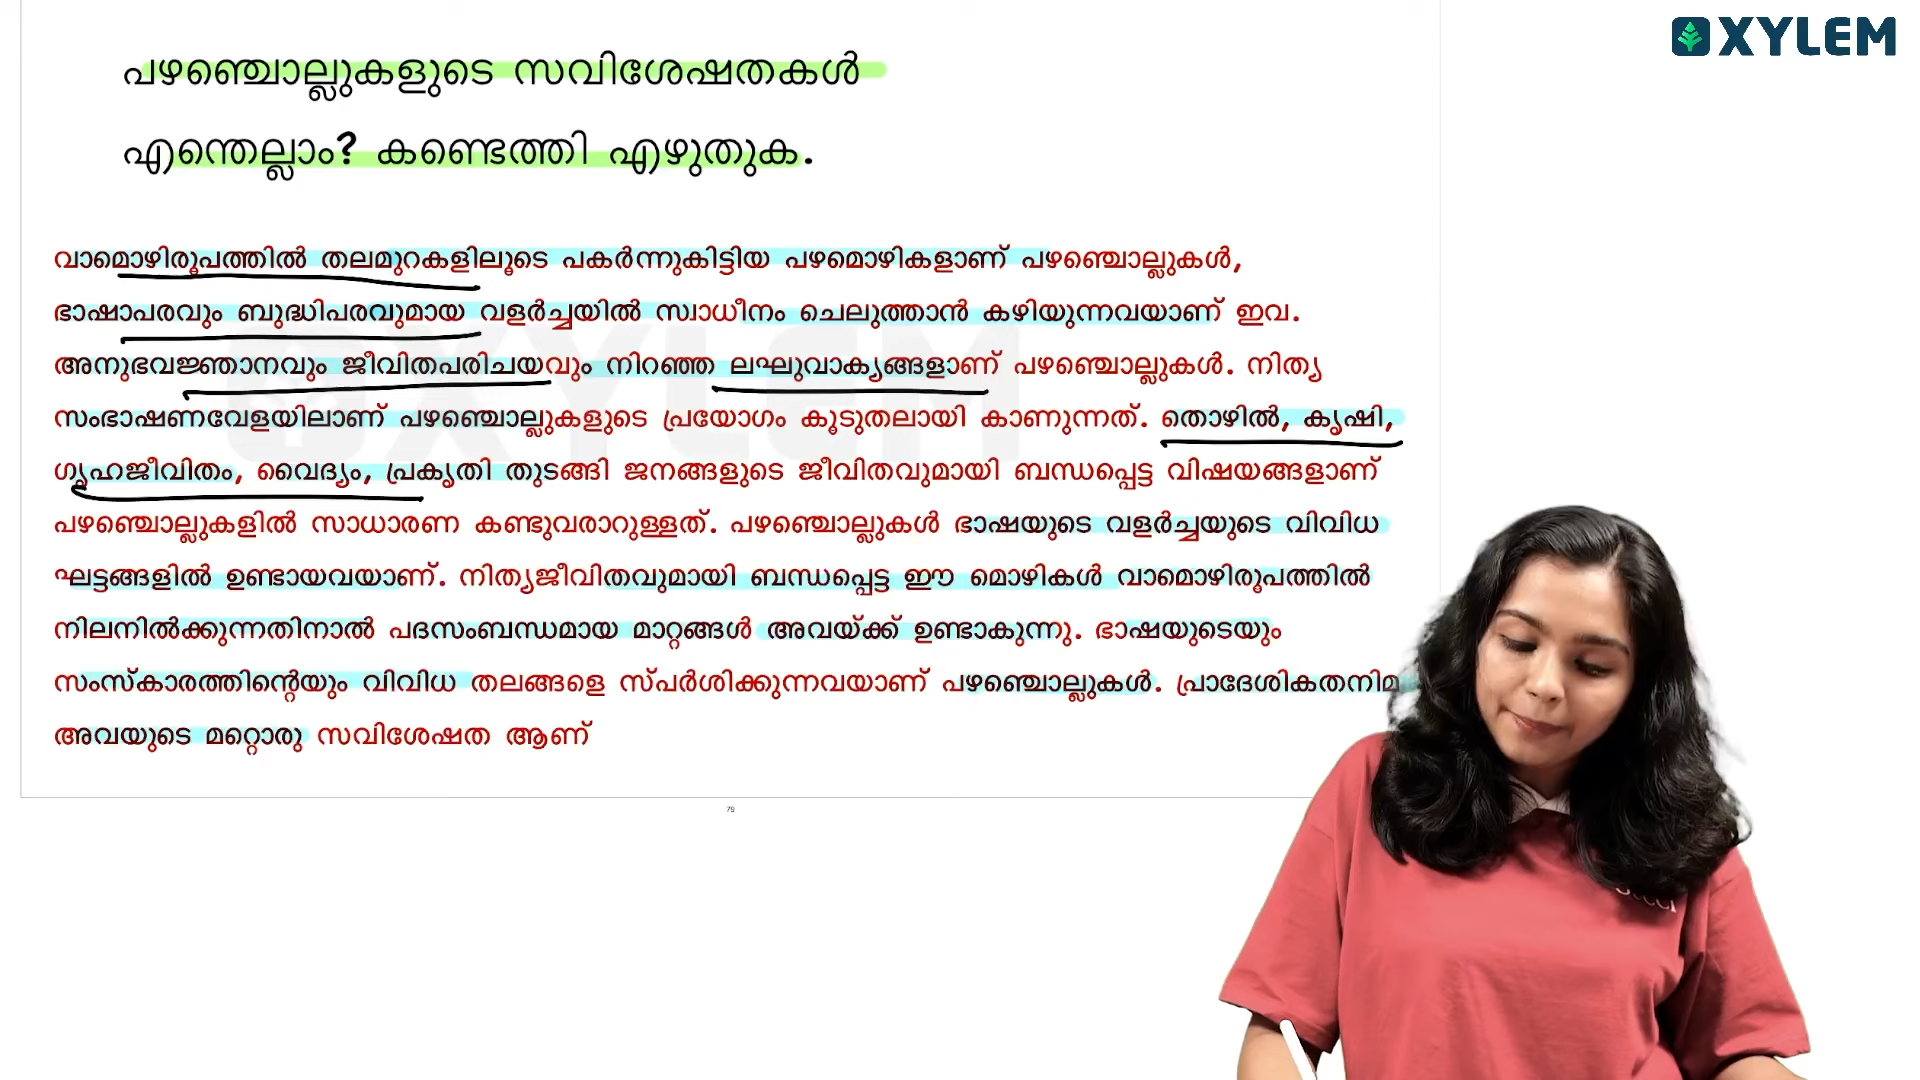 XYLEM
പഴഞ്ചൊല്ലുകളുടെ സവിശേഷതകൾ
എന്തെല്ലാം? കണ്ടെത്തി എഴുതുക.
വാമൊഴിരൂപത്തിൽ തലമുറകളിലൂടെ പകർന്നുകിട്ടിയ പഴമൊഴികളാണ് പഴഞ്ചൊല്ലുകൾ,
ഭാഷാപരവും ബുദ്ധിപരവുമായ വളർച്ചയിൽ സ്വാധീനം ചെലുത്താൻ കഴിയുന്നവയാണ് ഇവ.
അനുഭവജ്ഞാനവും ജീവിതപരിചയവും നിറഞ്ഞ ലഘുവാക്യങ്ങളാണ് പഴഞ്ചൊല്ലുകൾ. നിത്യ
സംഭാഷണവേളയിലാണ് പഴഞ്ചൊല്ലുകളുടെ പ്രയോഗം കൂടുതലായി കാണുന്നത്. തൊഴിൽ, കൃഷി,
ഗൃഹജീവിതം, വൈദ്യം, പ്രകൃതി തുടങ്ങി ജനങ്ങളുടെ ജീവിതവുമായി ബന്ധപ്പെട്ട വിഷയങ്ങളാണ്
പഴഞ്ചൊല്ലുകളിൽ സാധാരണ കണ്ടുവരാറുള്ളത്. പഴഞ്ചൊല്ലുകൾ ഭാഷയുടെ വളർച്ചയുടെ വിവിധ
ഘട്ടങ്ങളിൽ ഉണ്ടായവയാണ്. നിത്യജീവിതവുമായി ബന്ധപ്പെട്ട ഈ മൊഴികൾ വാമൊഴിരൂപത്തിൽ
നിലനിൽക്കുന്നതിനാൽ പദസംബന്ധമായ മാറ്റങ്ങൾ അവയ്ക്ക് ഉണ്ടാകുന്നു. ഭാഷയുടെയും
സംസ്കാരത്തിന്റെയും വിവിധ തലങ്ങളെ സ്പർശിക്കുന്നവയാണ് പഴഞ്ചൊല്ലുകൾ. പ്രാദേശികതനിമ
അവയുടെ മറ്റൊരു സവിശേഷത ആണ്